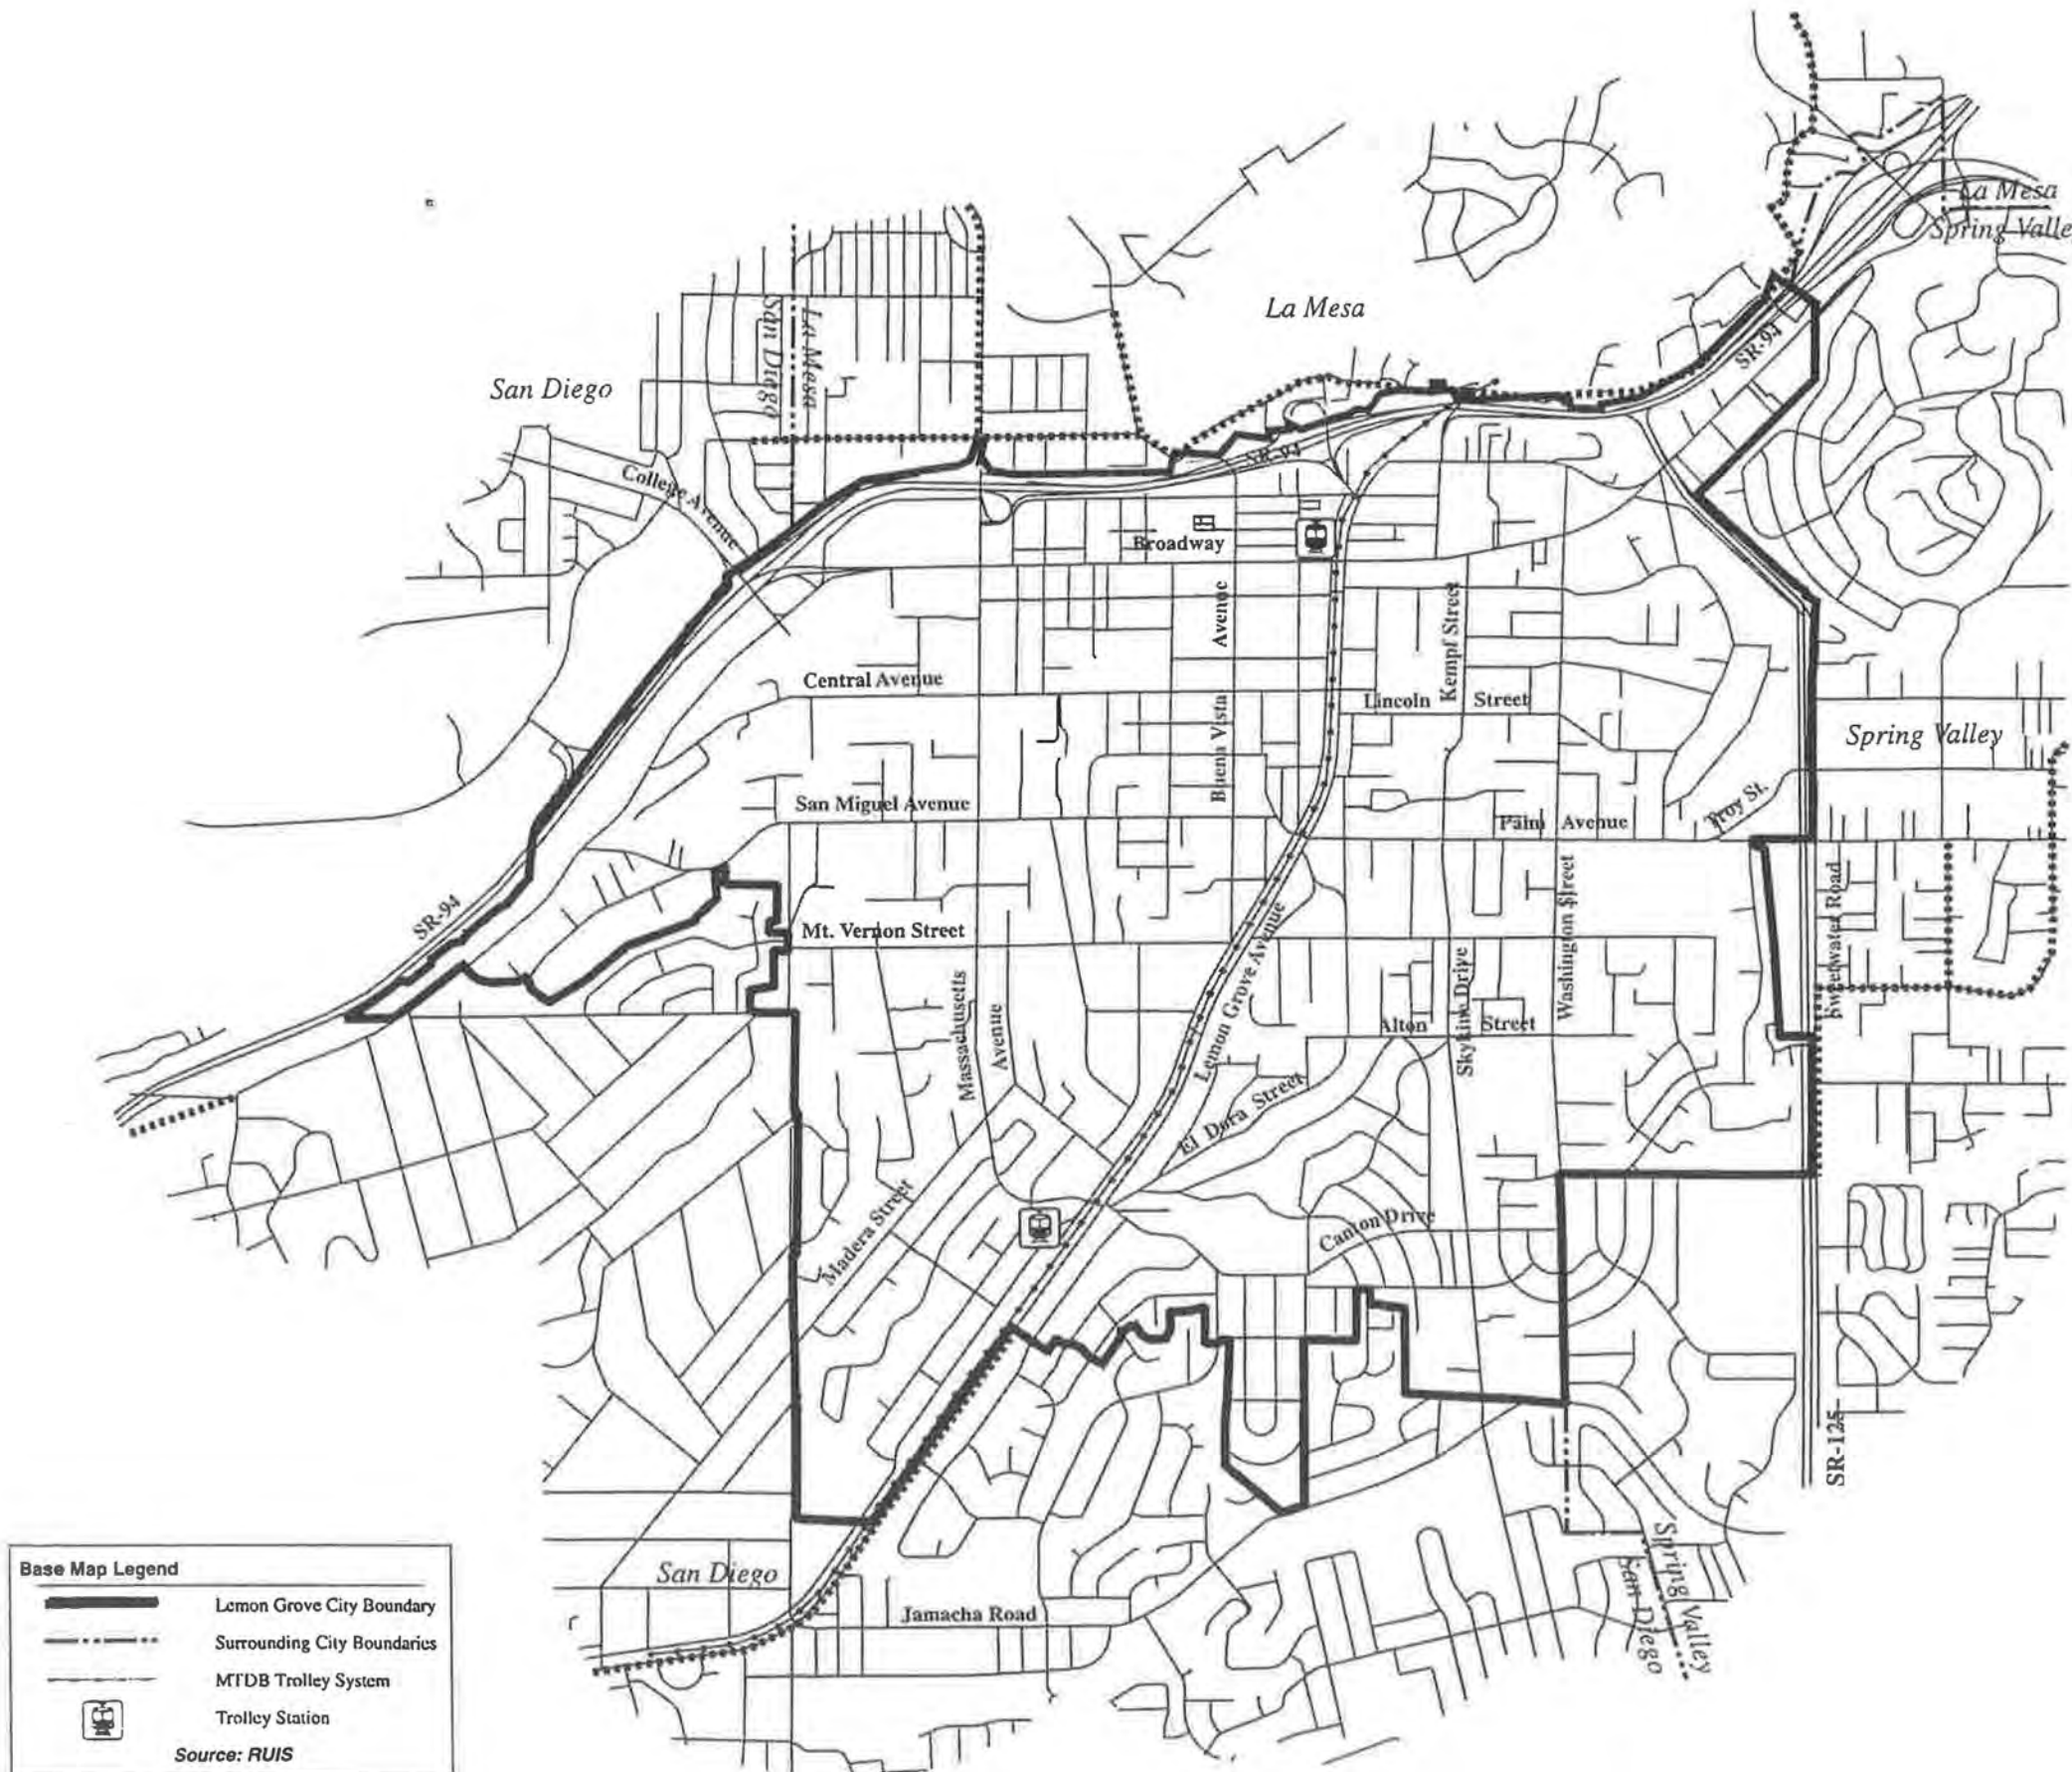 La Mesa
Spring Valle
La Mesa
San Diego
San Diego
La Mesa
SR-94
College Avenue
SR-94
Broadway
Avenue
Kempf Street
Central Avenue
Lincoln Street
Buena Vista
Spring Valley
San Miguel Avenue
Palm Avenue
Troy St.
SR-94
Mt. Vernon Street
Lemon Grove Avenue
Washington Street
Sweetwater Road
Massachusetts
Avenue
Skyline Drive
Alton Street
El Dora Street
Madera Street
Canton Drive
SR-125
San Diego
Jamacha Road
Spring Valley
San Diego
Base Map Legend
Lemon Grove City Boundary
Surrounding City Boundaries
MTDB Trolley System
Trolley Station
Source: RUIS